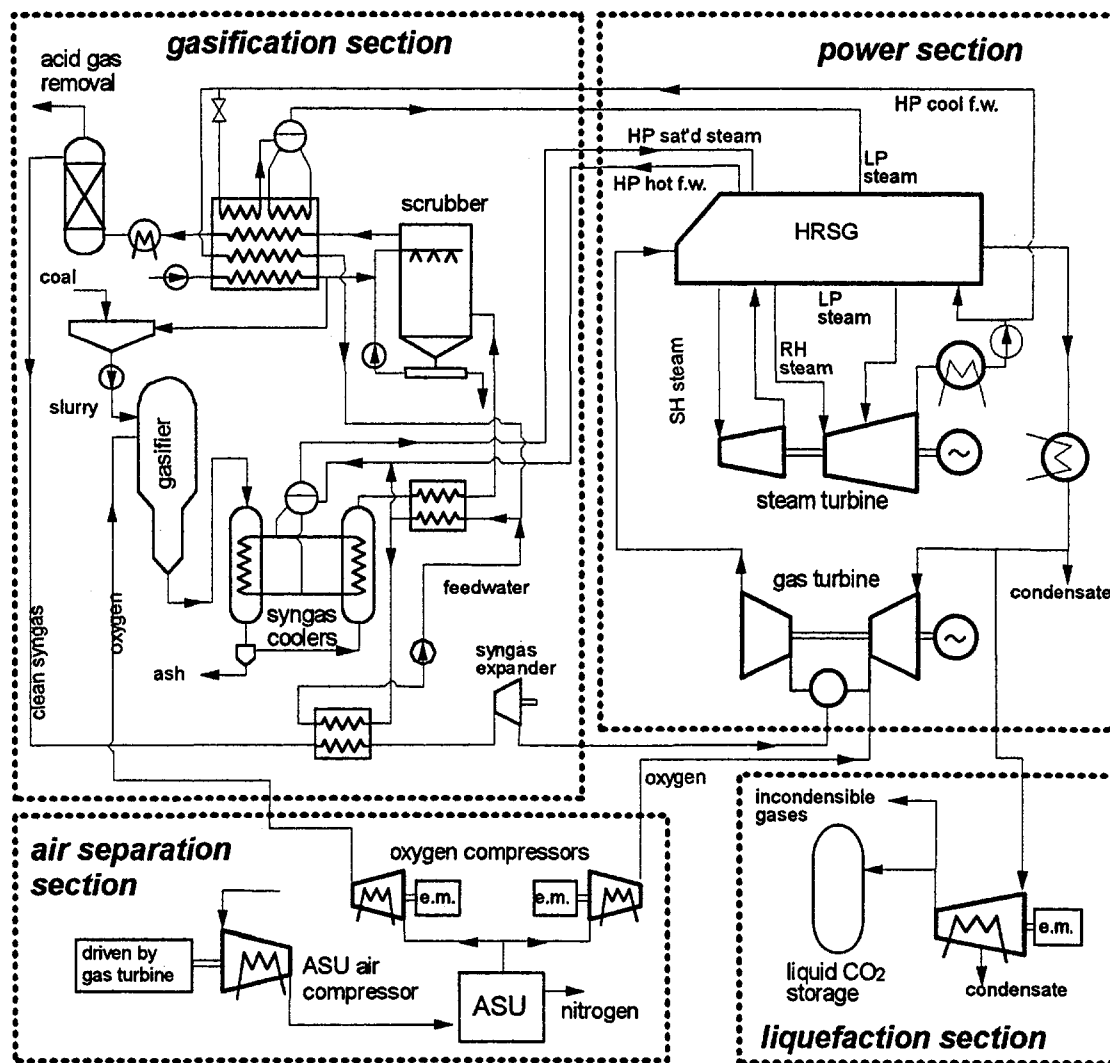 gasification section
acid gas
removal
scrubber
coal
slurry
gasifier
oxygen
clean syngas
syngas
coolers
ash
feedwater
syngas
expander
power section
HP cool f.w.
HP sat'd steam
HP hot f.w.
LP
steam
HRSG
LP
steam
RH
steam
SH steam
steam turbine
~
gas turbine
~
condensate
oxygen
air separation
section
oxygen compressors
e.m.
e.m.
driven by
gas turbine
ASU air
compressor
ASU
nitrogen
incondensible
gases
e.m.
liquid CO2
storage
condensate
liquefaction section